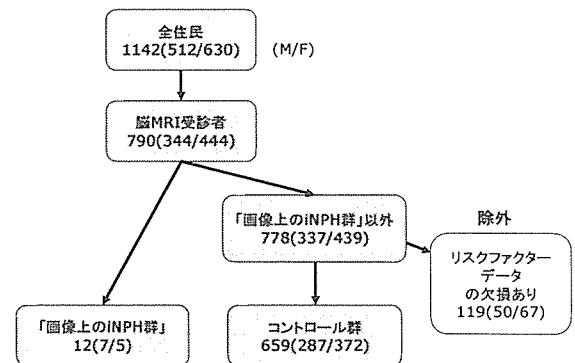 全住民
1142(512/630)
(M/F)
脳MRI受診者
790(344/444)
「画像上のiNPH群」以外
778(337/439)
除外
リスクファクター
データ
の欠損あり
119(50/67)
「画像上のiNPH群」
12(7/5)
コントロール群
659(287/372)